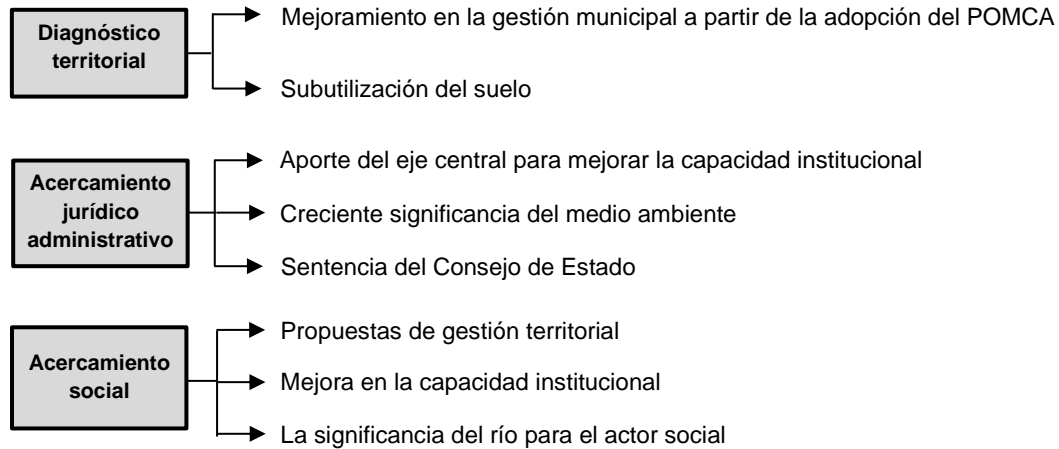 Diagnóstico
territorial
Mejoramiento en la gestión municipal a partir de la adopción del POMCA
Subutilización del suelo
Acercamiento
jurídico
administrativo
Aporte del eje central para mejorar la capacidad institucional
Creciente significancia del medio ambiente
Sentencia del Consejo de Estado
Acercamiento
social
Propuestas de gestión territorial
Mejora en la capacidad institucional
La significancia del río para el actor social